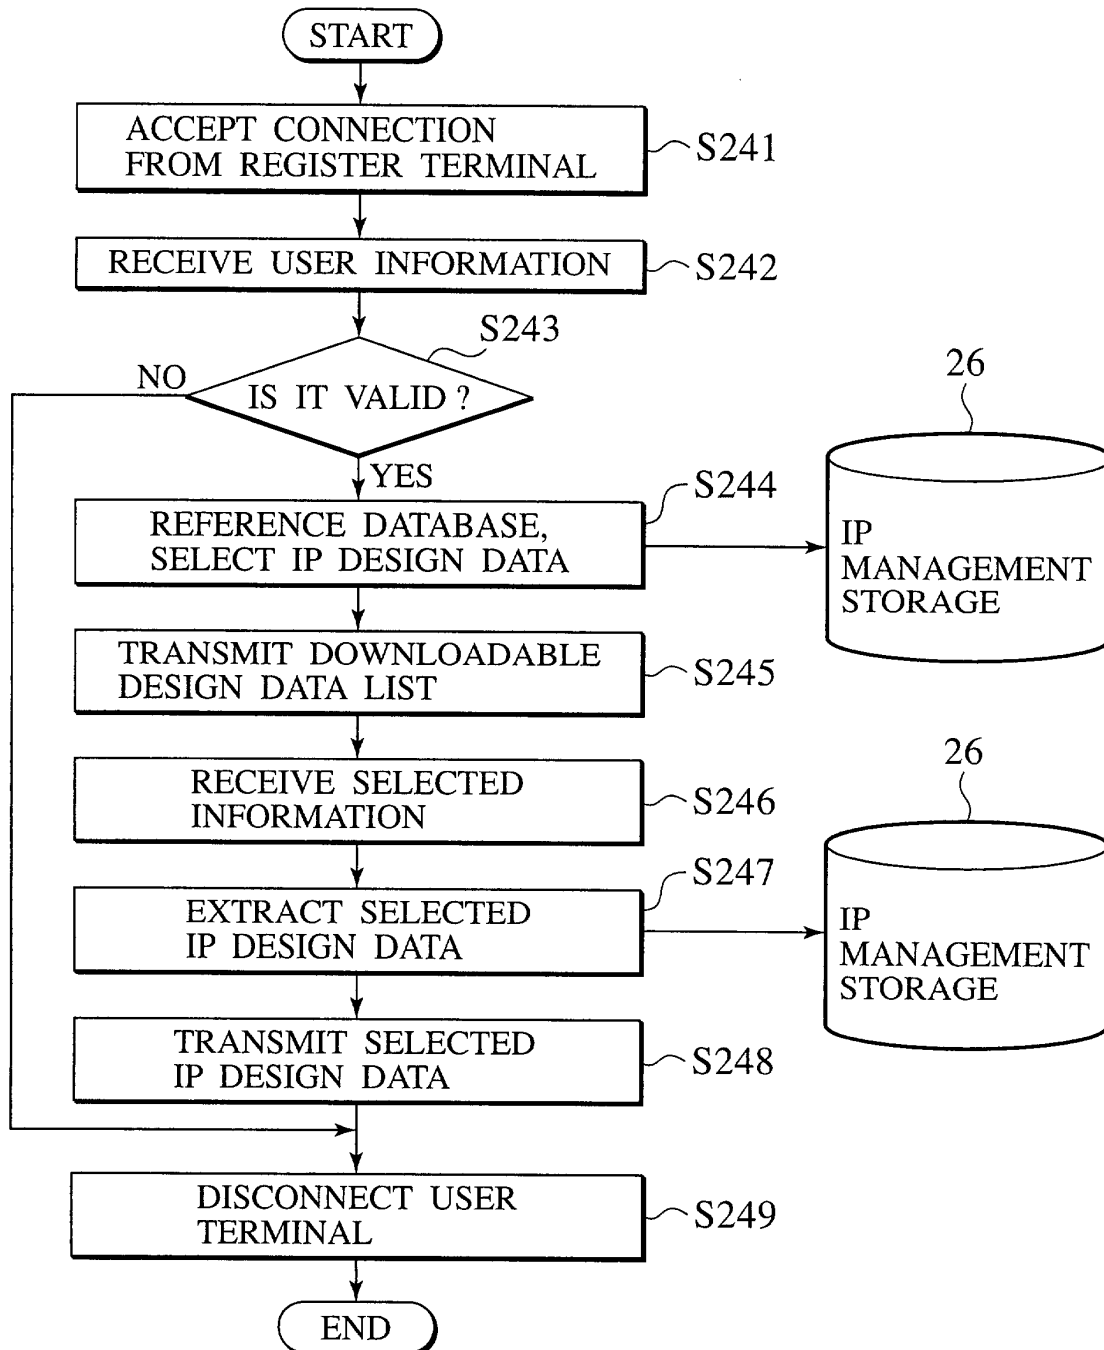 START
ACCEPT CONNECTION
FROM REGISTER TERMINAL
S241
RECEIVE USER INFORMATION
S242
S243
NO
IS IT VALID ?
YES
26
REFERENCE DATABASE,
SELECT IP DESIGN DATA
S244
IP
MANAGEMENT
STORAGE
TRANSMIT DOWNLOADABLE
DESIGN DATA LIST
S245
RECEIVE SELECTED
INFORMATION
S246
26
EXTRACT SELECTED
IP DESIGN DATA
S247
IP
MANAGEMENT
STORAGE
TRANSMIT SELECTED
IP DESIGN DATA
S248
DISCONNECT USER
TERMINAL
S249
END